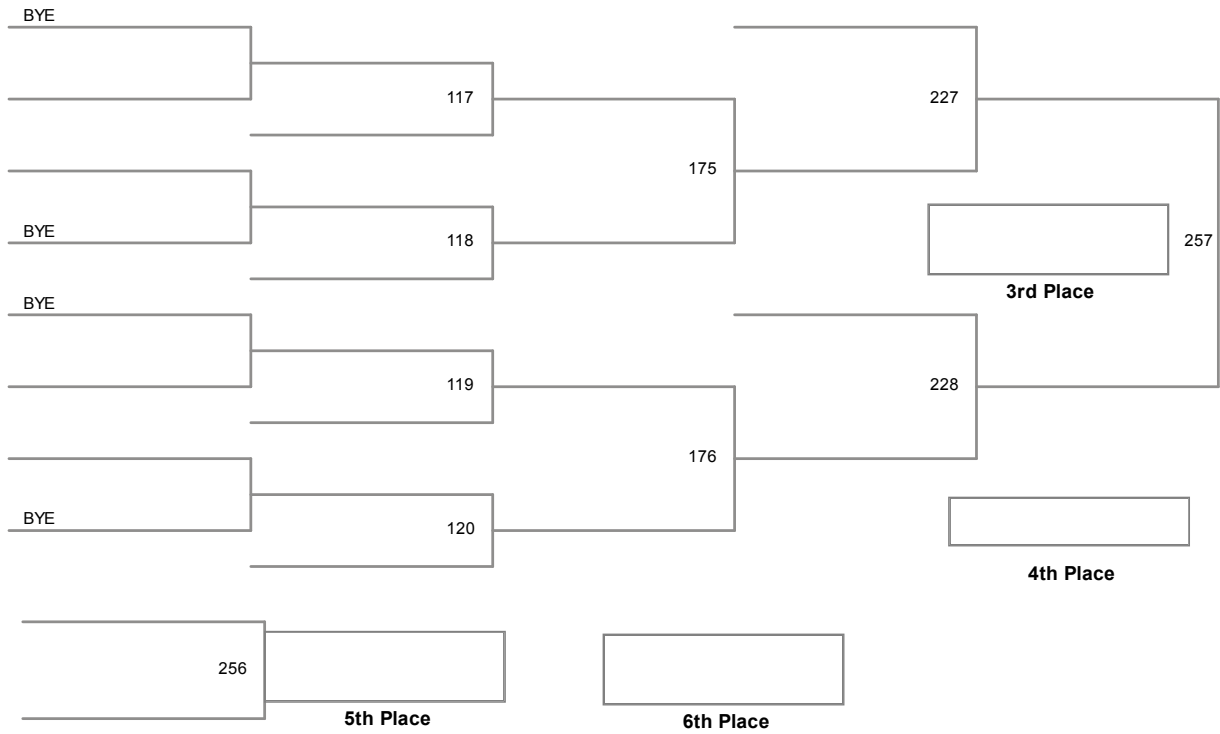 BYE
117
227
175
BYE
118
257
BYE
3rd Place
119
228
176
BYE
120
4th Place
256
5th Place
6th Place